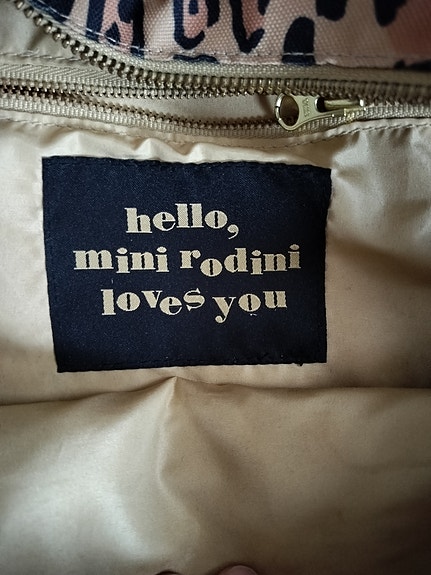 hello,
mini rodini
loves you